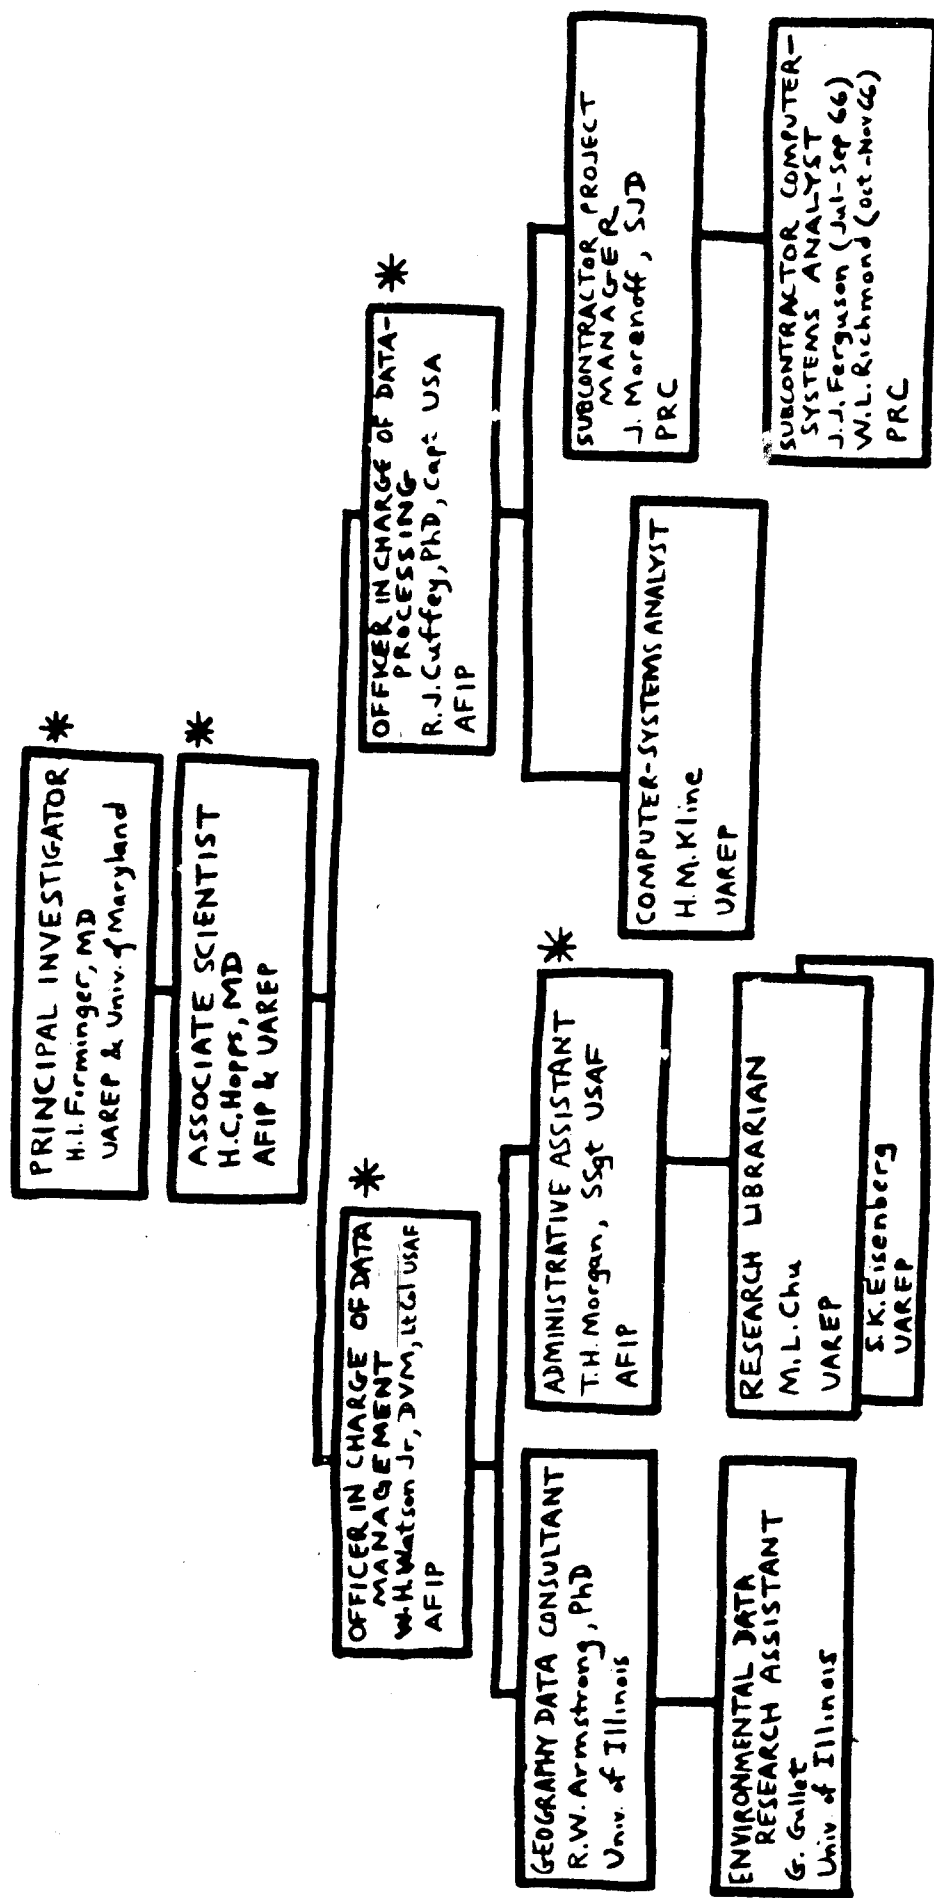 PRINCIPAL INVESTIGATOR *
H.I. Firminger, MD
UAREP & Univ. of Maryland
ASSOCIATE SCIENTIST *
H.C. Hopps, MD
AFIP & UAREP
OFFICER IN CHARGE OF DATA *
MANAGEMENT
W.H. Watson Jr, DVM, Lt Col USAF
AFIP
GEOGRAPHY DATA CONSULTANT
R.W. Armstrong, PhD
Univ. of Illinois
ENVIRONMENTAL DATA
RESEARCH ASSISTANT
G. Gullet
Univ. of Illinois
ADMINISTRATIVE ASSISTANT *
T.H. Morgan, SSgt USAF
AFIP
RESEARCH LIBRARIAN
M.L. Chu
UAREP
S.K. Eisenberg
UAREP
OFFICER IN CHARGE OF DATA- *
PROCESSING
R.J. Cuffey, PhD, Capt USA
AFIP
COMPUTER-SYSTEMS ANALYST
H.M. Kline
UAREP
SUBCONTRACTOR PROJECT
MANAGER
J. Morenoff, SJD
PRC
SUBCONTRACTOR COMPUTER-
SYSTEMS ANALYST
J.J. Ferguson (Jul-Sep 66)
W.L. Richmond (Oct-Nov 66)
PRC